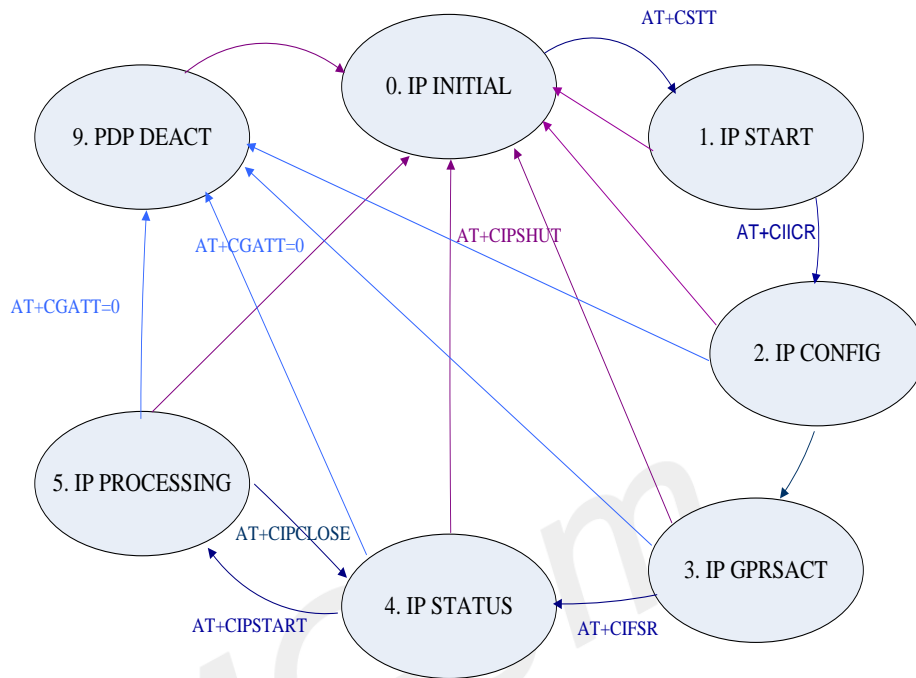 AT+CSTT
0. IP INITIAL
9. PDP DEACT
1. IP START
AT+CIPSHUT
AT+CGATT=0
AT+CIICR
AT+CGATT=0
2. IP CONFIG
5. IP PROCESSING
AT+CIPCLOSE
3. IP GPRSACT
4. IP STATUS
AT+CIPSTART
AT+CIFSR